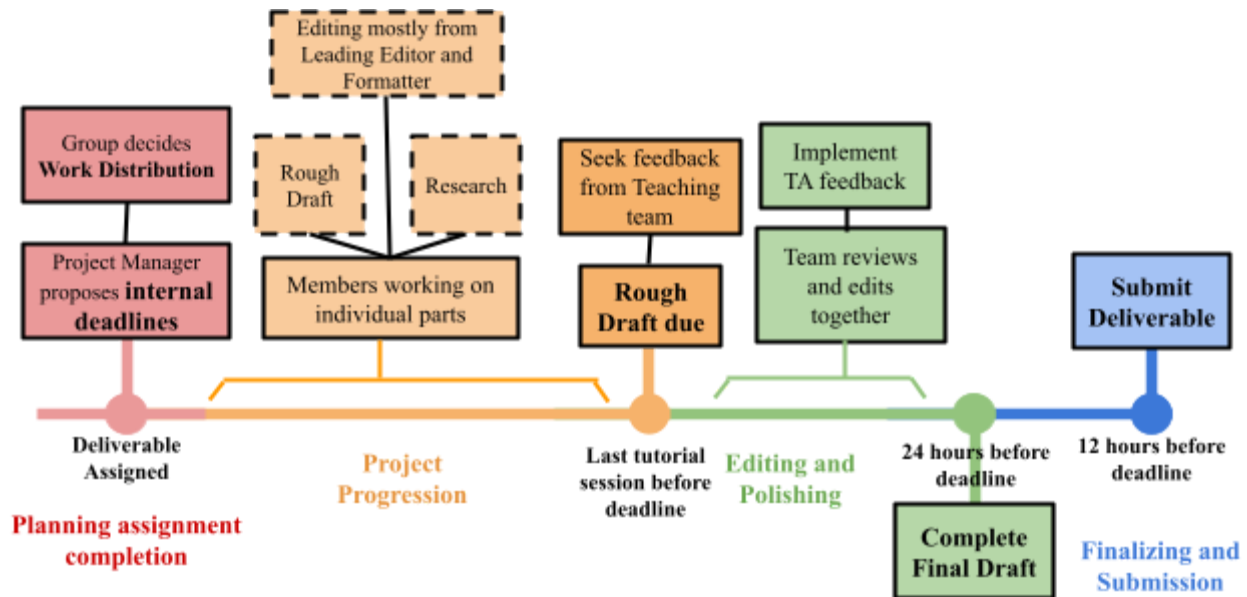 Editing mostly from
Leading Editor and
Formatter
Group decides
Work Distribution
Rough
Draft
Research
Seek feedback
from Teaching
team
Implement
TA feedback
Project Manager
proposes internal
deadlines
Members working on
individual parts
Rough
Draft due
Team reviews
and edits
together
Submit
Deliverable
Deliverable
Assigned
Project
Progression
Last tutorial
session before
deadline
Editing and
Polishing
24 hours before
deadline
12 hours before
deadline
Planning assignment
completion
Complete
Final Draft
Finalizing and
Submission